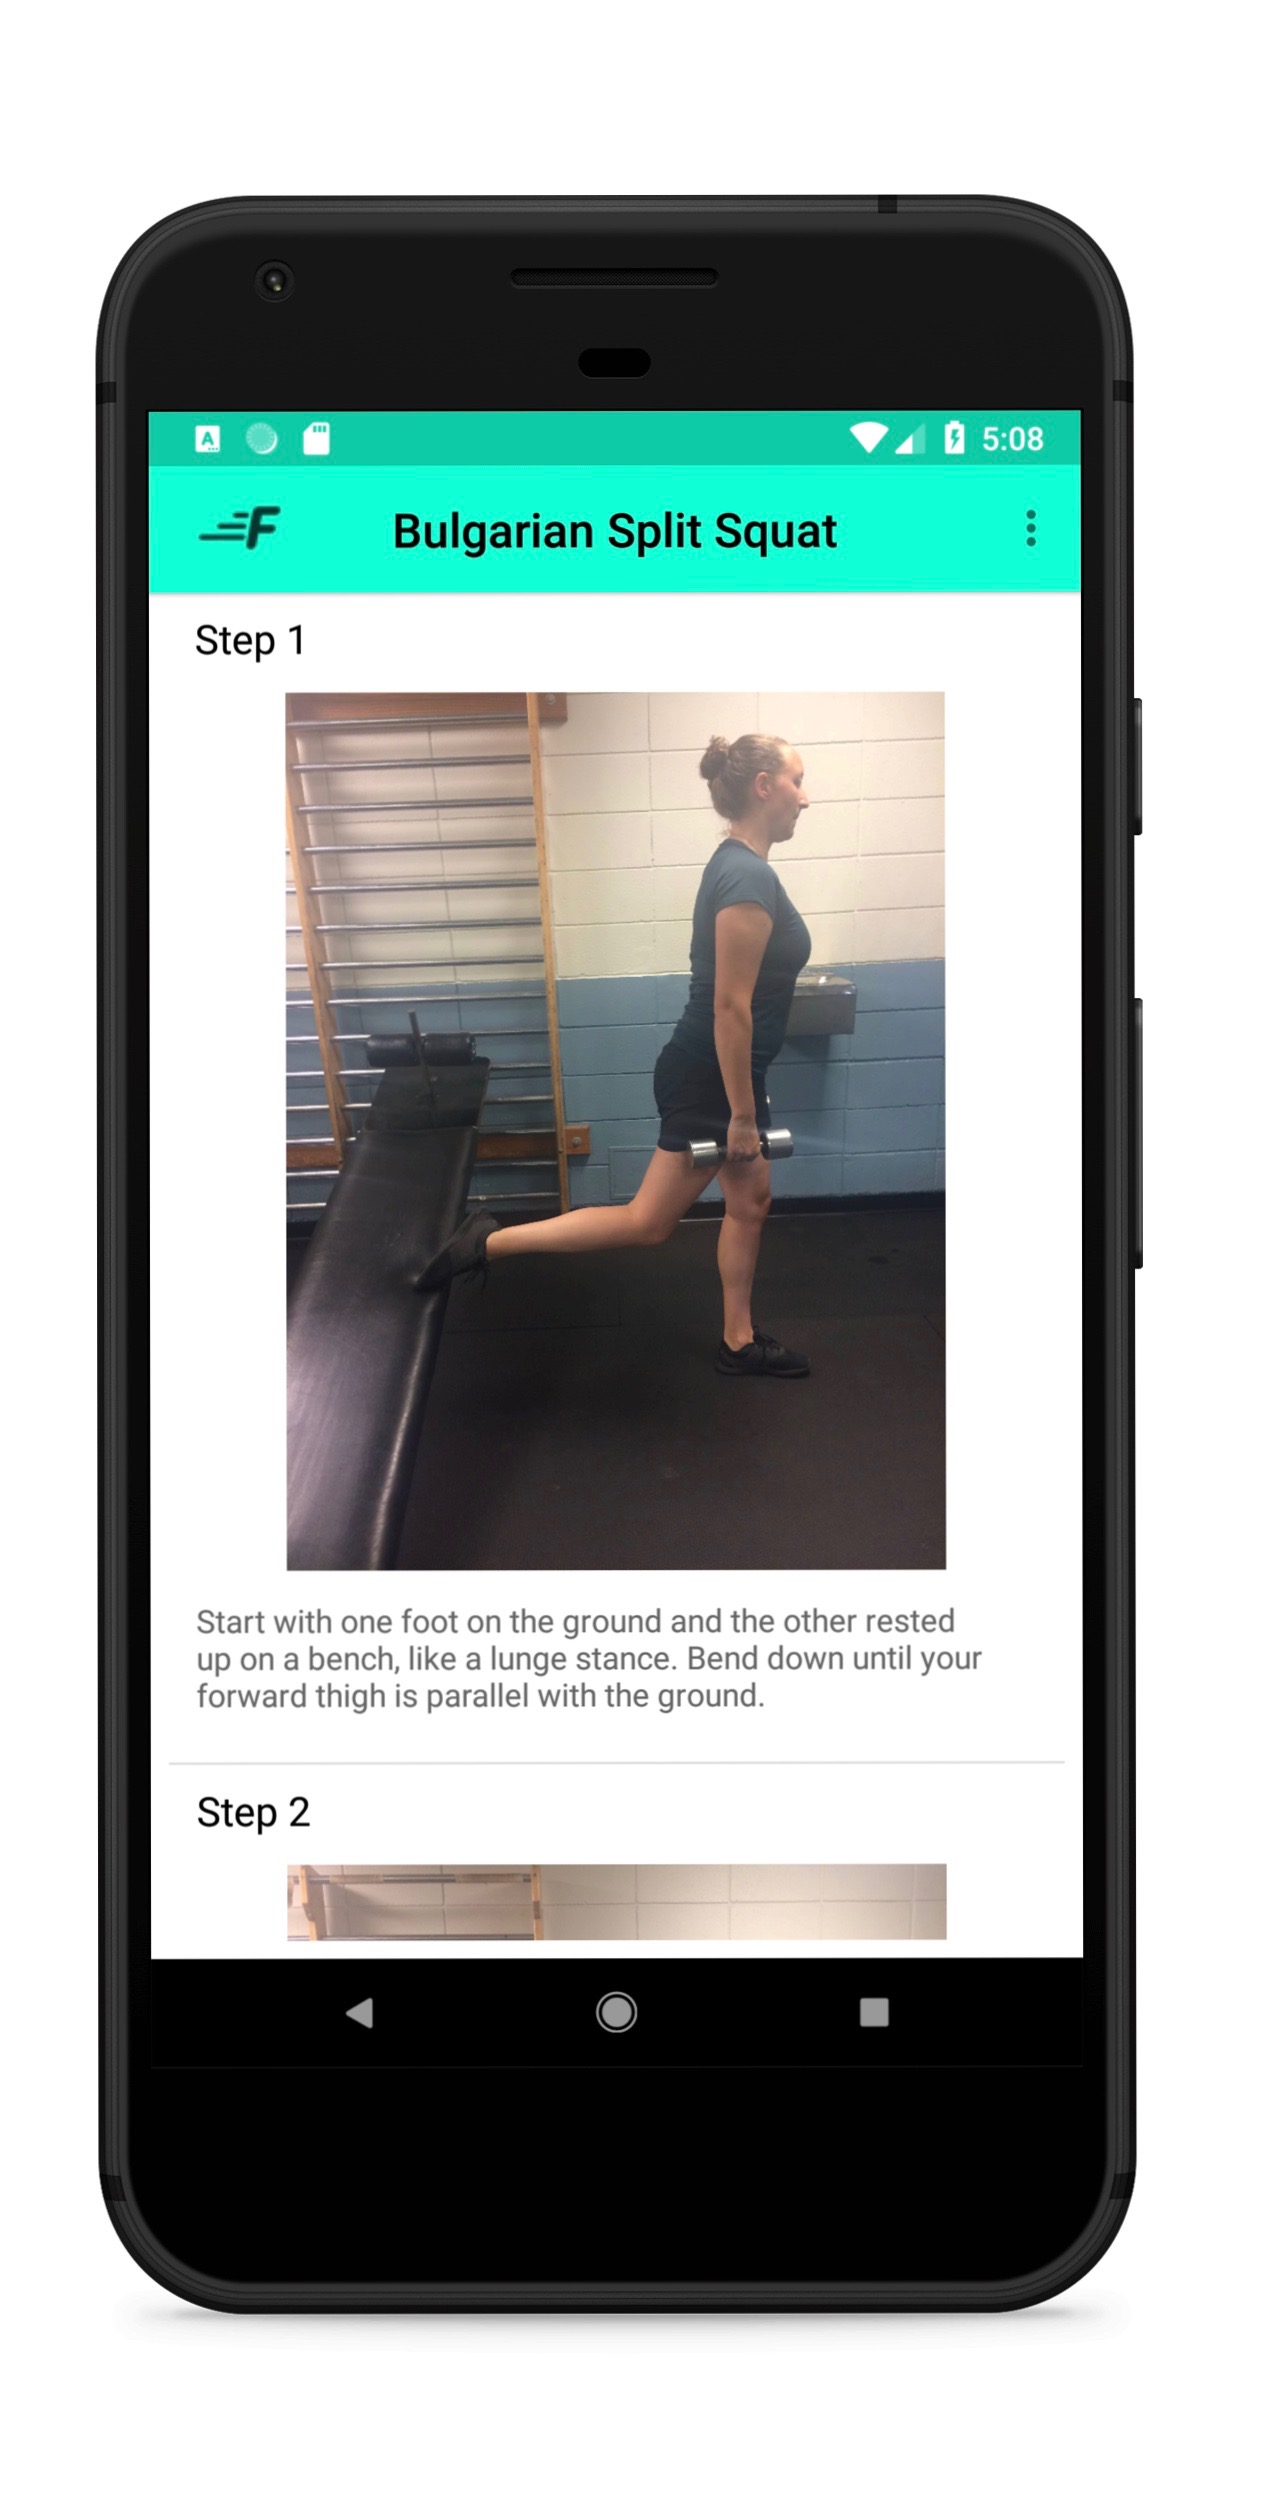 A
5:08
F
Bulgarian Split Squat
Step 1
Start with one foot on the ground and the other rested
up on a bench, like a lunge stance. Bend down until your
forward thigh is parallel with the ground.
Step 2